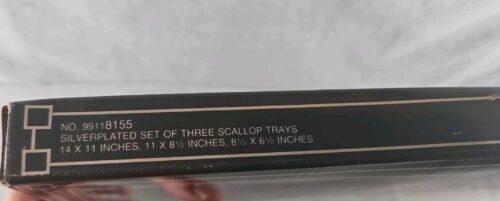 NO. 99118155
SILVERPLATED SET OF THREE SCALLOP TRAYS
14 X 11 INCHES, 11 X 8½ INCHES, 8½ X 6½ INCHES.